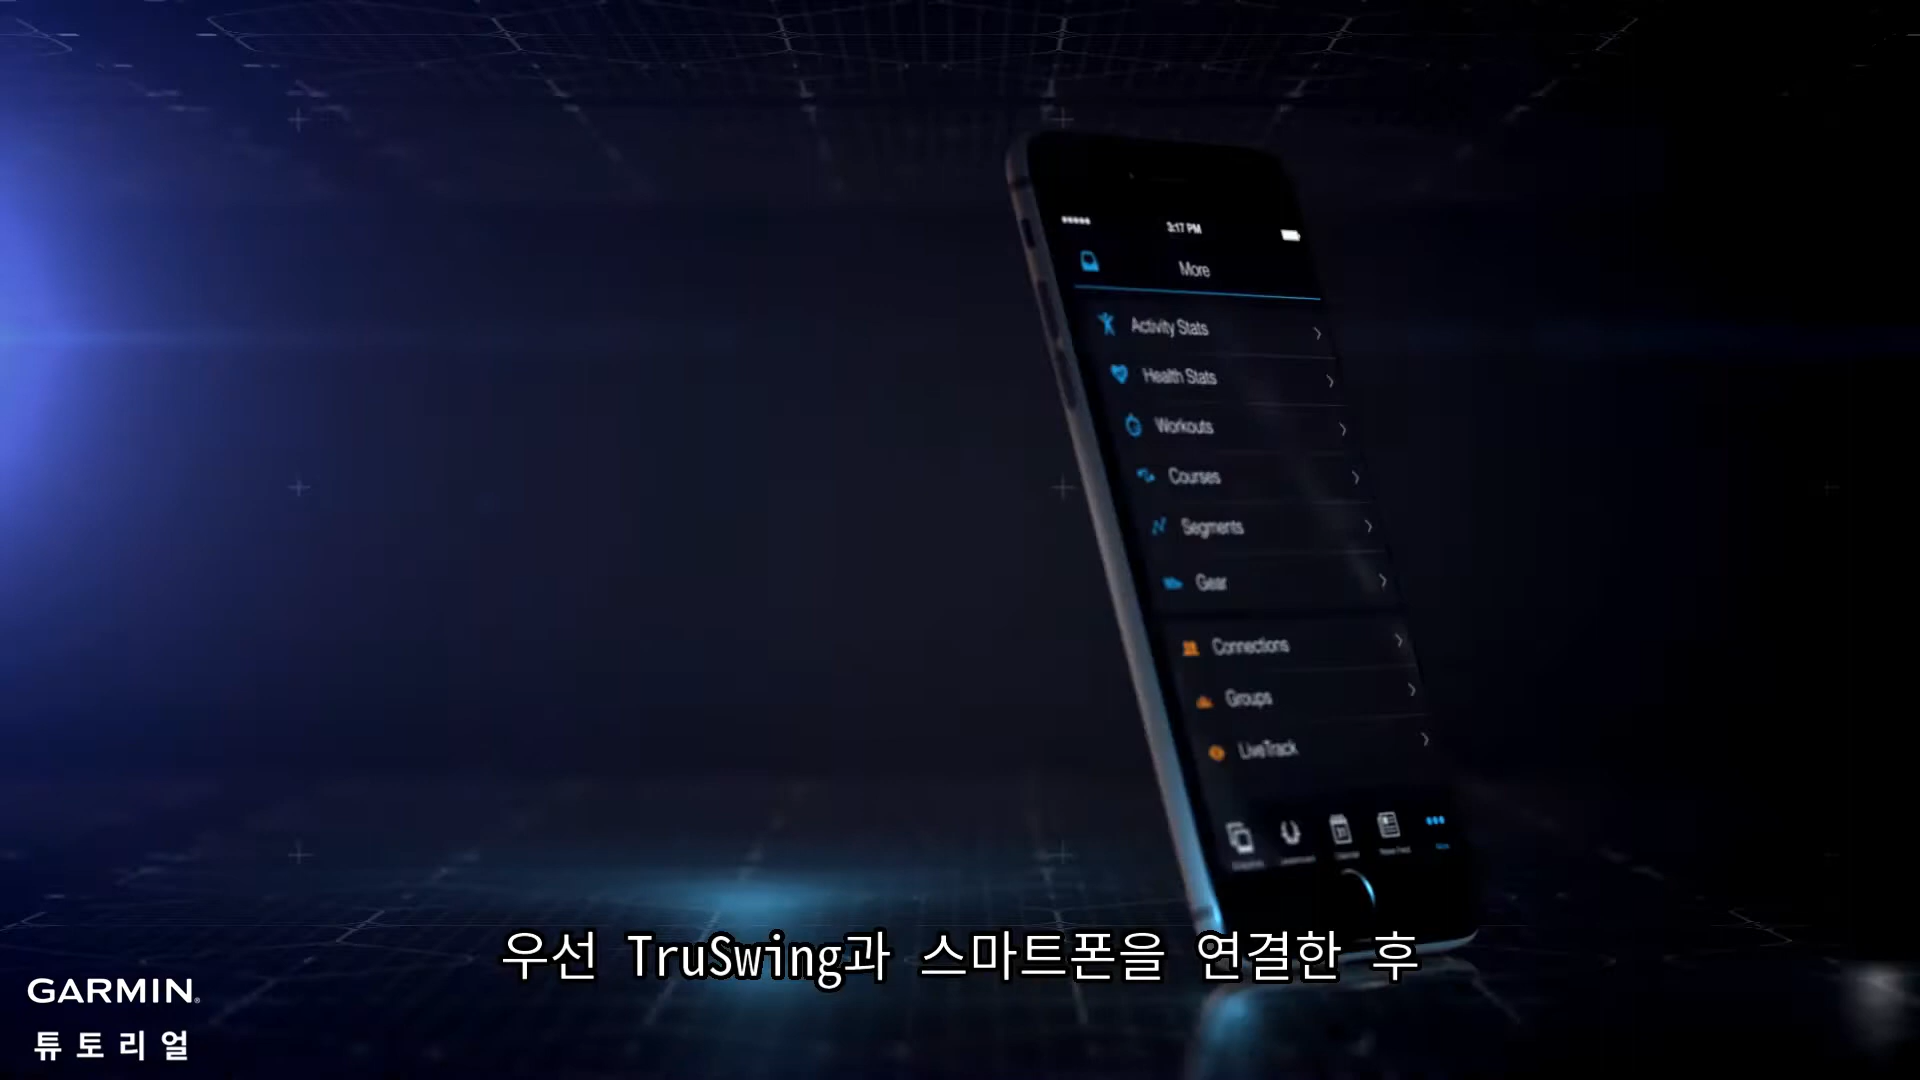 3:17 PM
More
Activity Stats
Health Stats
Workouts
Courses
Segments
Gear
Connections
Groups
LiveTrack
우선 TruSwing과 스마트폰을 연결한 후
GARMIN®
튜토리얼